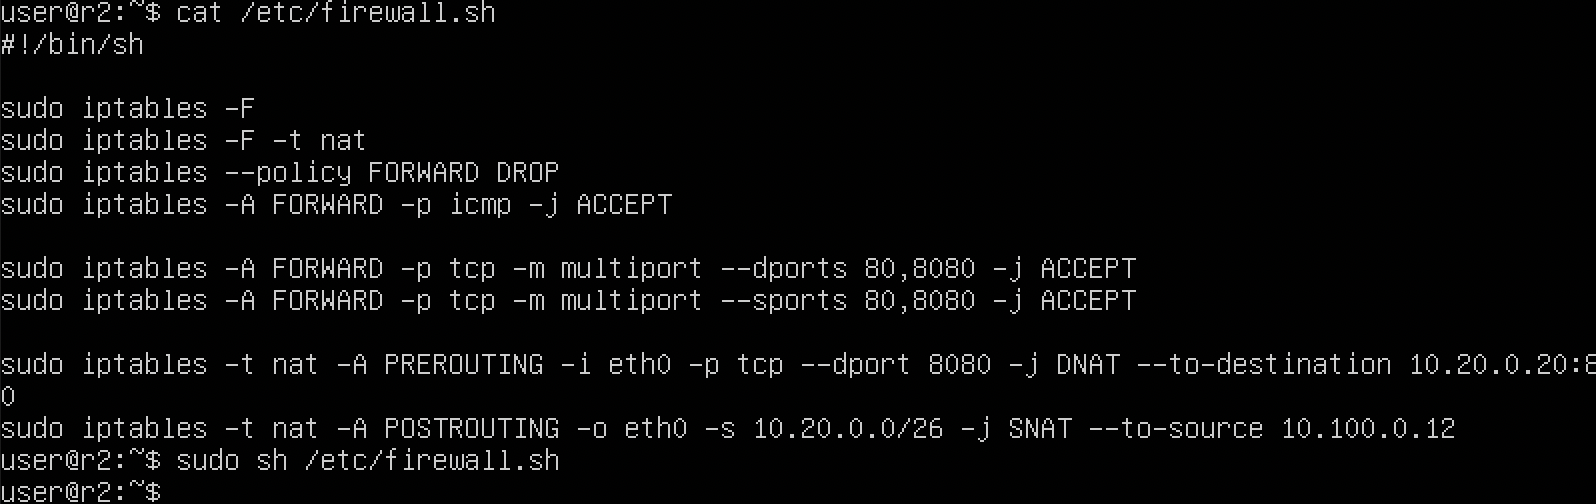 user@r2:~$ cat /etc/firewall.sh
#!/bin/sh
sudo iptables -F
sudo iptables -F -t nat
sudo iptables --policy FORWARD DROP
sudo iptables -A FORWARD -p icmp -j ACCEPT
sudo iptables -A FORWARD -p tcp -m multiport --dports 80,8080 -j ACCEPT
sudo iptables -A FORWARD -p tcp -m multiport --sports 80,8080 -j ACCEPT
sudo iptables -t nat -A PREROUTING -i eth0 -p tcp --dport 8080 -j DNAT --to-destination 10.20.0.20:8
0
sudo iptables -t nat -A POSTROUTING -o eth0 -s 10.20.0.0/26 -j SNAT --to-source 10.100.0.12
user@r2:~$ sudo sh /etc/firewall.sh
user@r2:~$